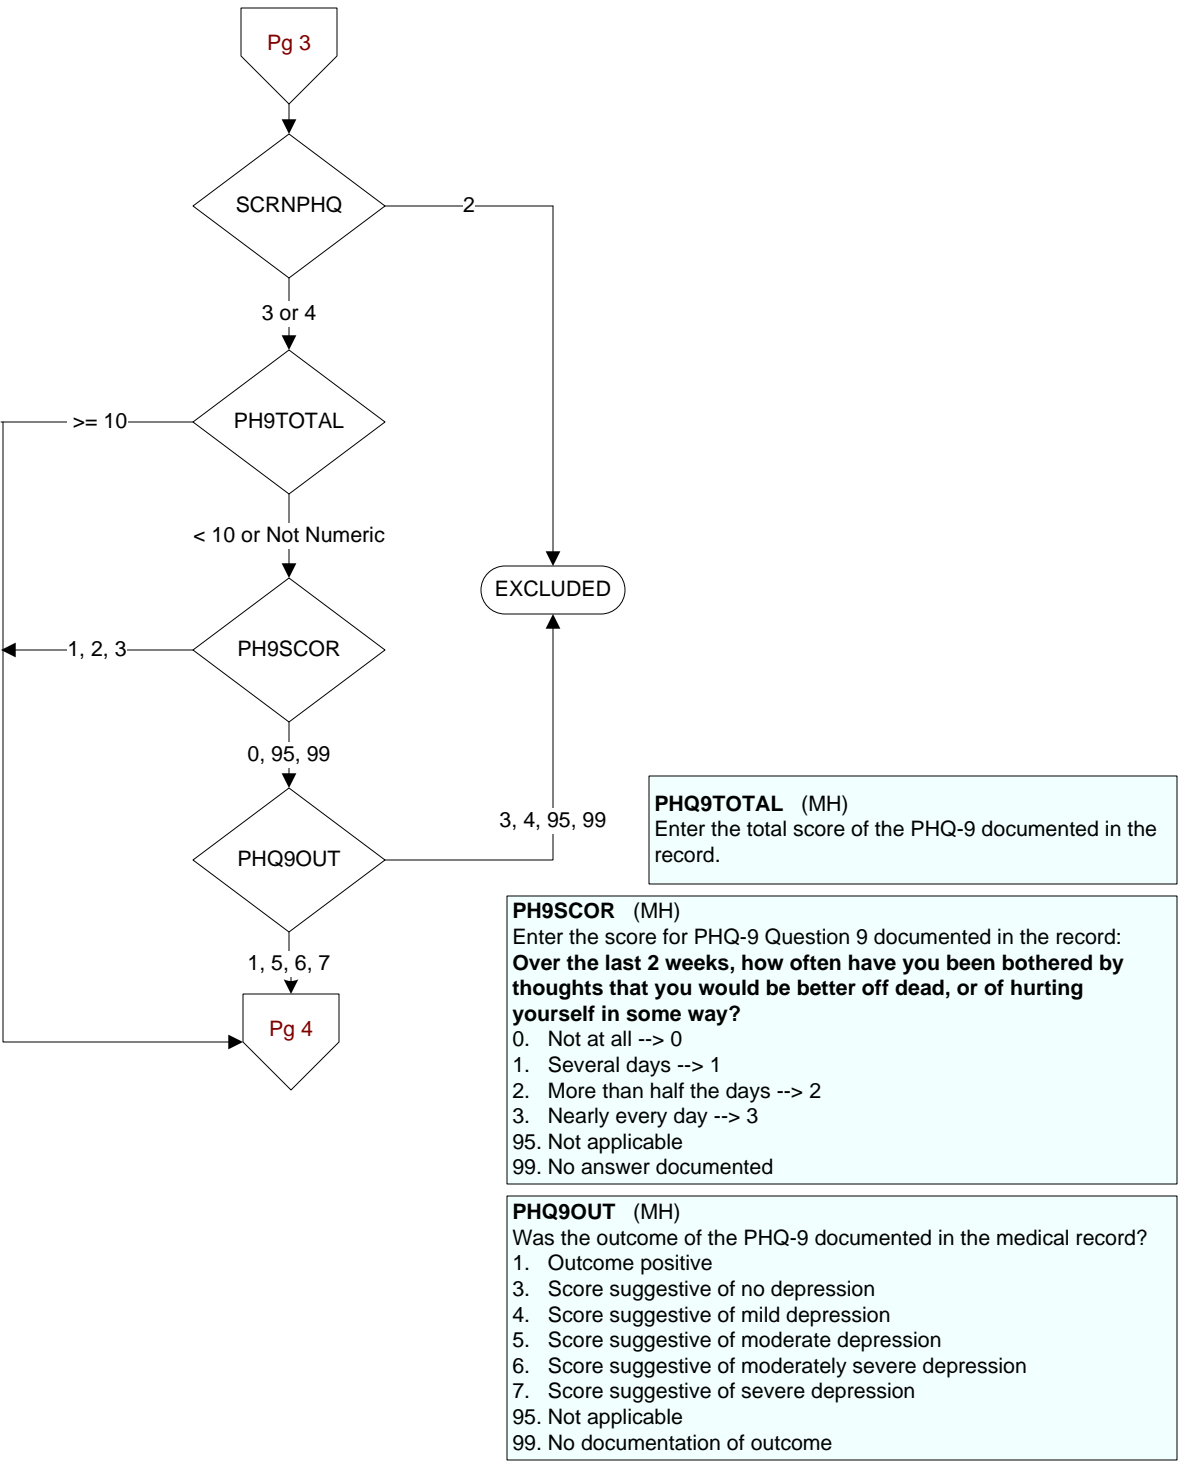 Pg 3
SCRNPHQ
2
3 or 4
PH9TOTAL
>= 10
< 10 or Not Numeric
EXCLUDED
PH9SCOR
1, 2, 3
0, 95, 99
PHQ9OUT
3, 4, 95, 99
1, 5, 6, 7
Pg 4
PHQ9TOTAL (MH)
Enter the total score of the PHQ-9 documented in the
record.
PH9SCOR (MH)
Enter the score for PHQ-9 Question 9 documented in the record:
Over the last 2 weeks, how often have you been bothered by
thoughts that you would be better off dead, or of hurting
yourself in some way?
0. Not at all --> 0
1. Several days --> 1
2. More than half the days --> 2
3. Nearly every day --> 3
95. Not applicable
99. No answer documented
PHQ9OUT (MH)
Was the outcome of the PHQ-9 documented in the medical record?
1. Outcome positive
3. Score suggestive of no depression
4. Score suggestive of mild depression
5. Score suggestive of moderate depression
6. Score suggestive of moderately severe depression
7. Score suggestive of severe depression
95. Not applicable
99. No documentation of outcome